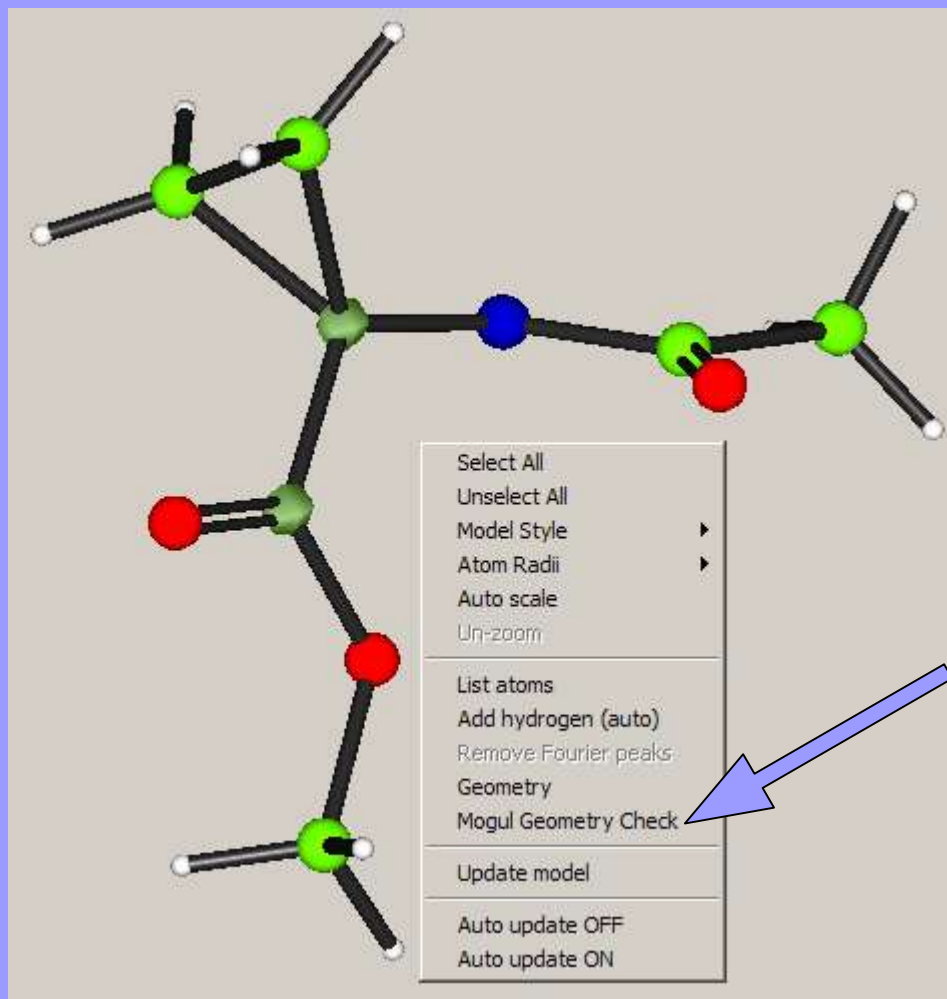 Select All
Unselect All
Model Style
Atom Radii
Auto scale
Un-zoom
List atoms
Add hydrogen (auto)
Remove Fourier peaks
Geometry
Mogul Geometry Check
Update model
Auto update OFF
Auto update ON